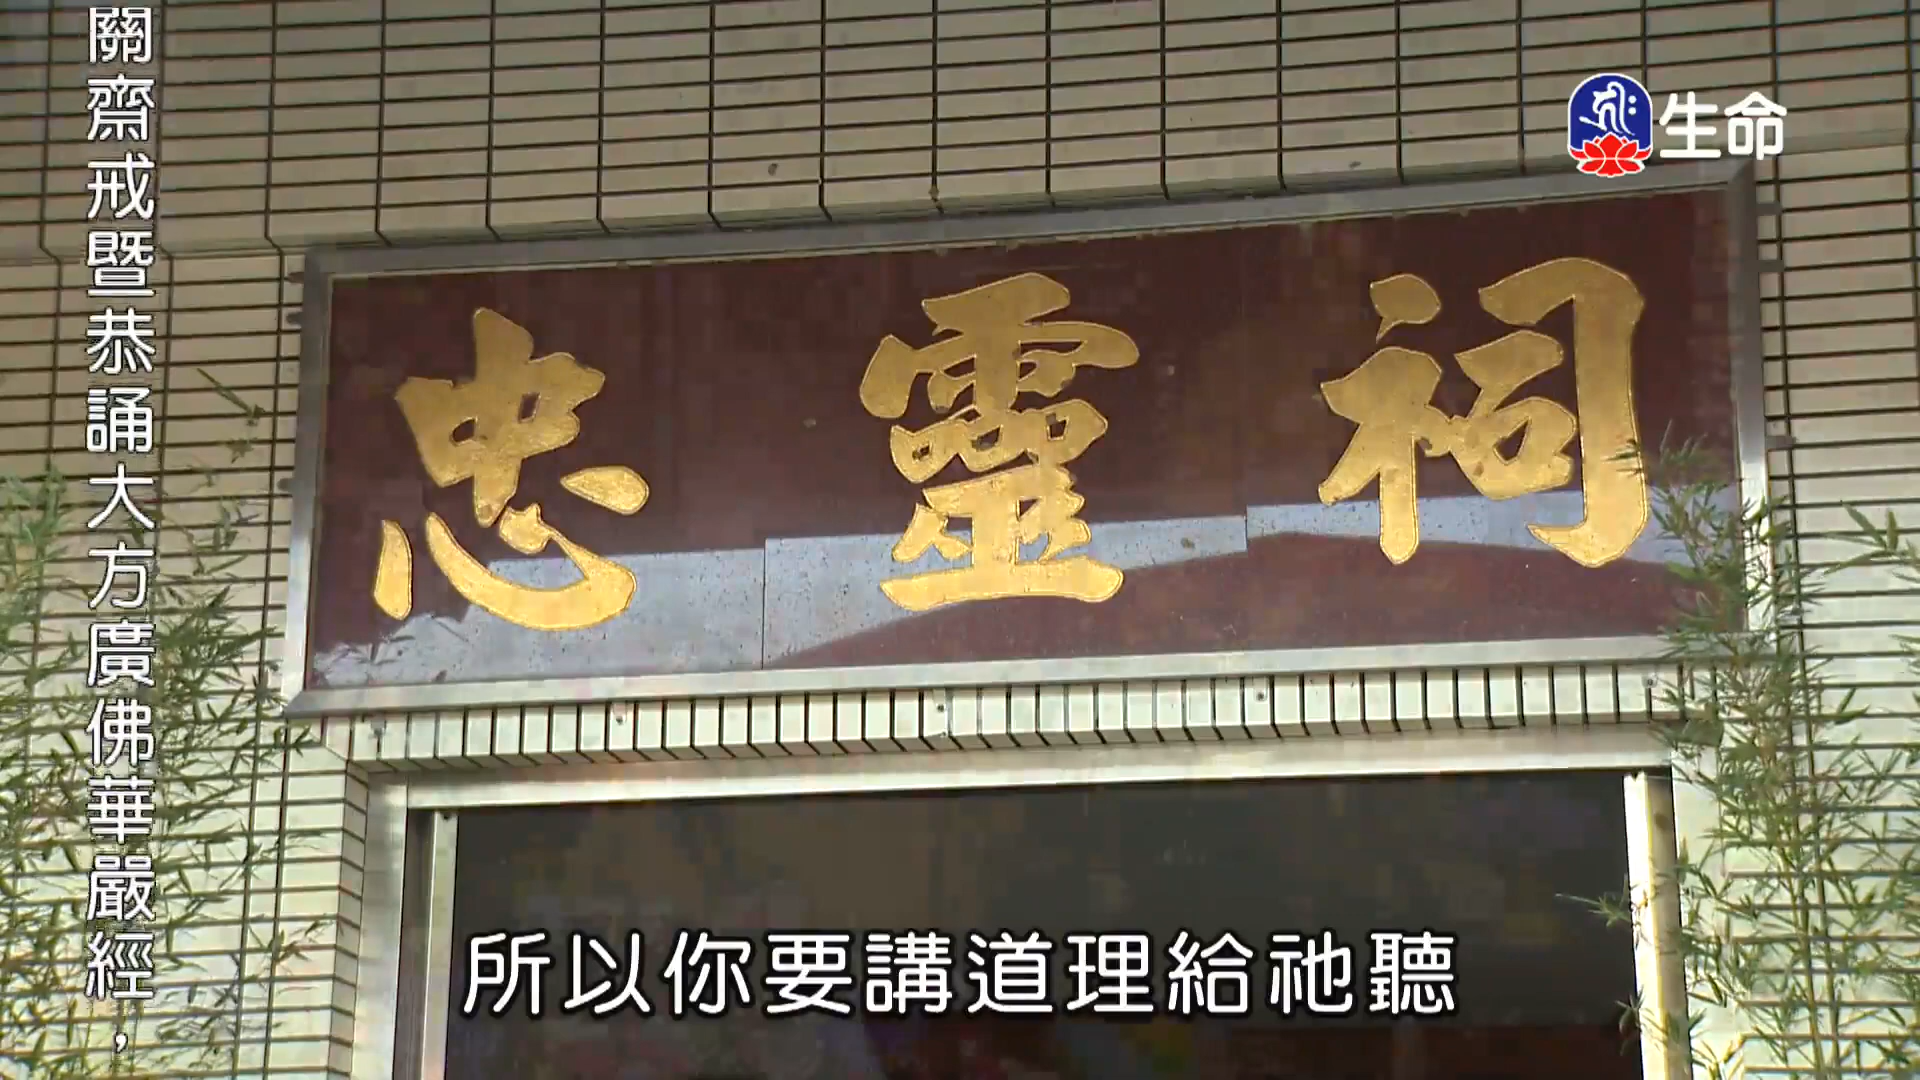 關齋戒暨恭誦大方廣佛華嚴經，
生命
忠靈祠
所以你要講道理給祂聽